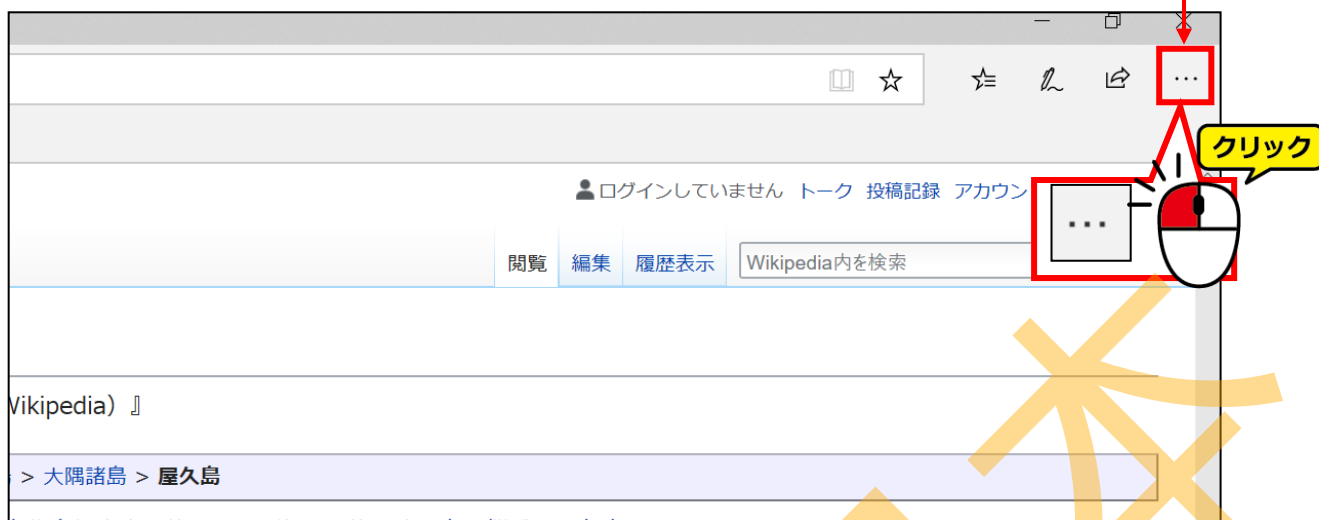 クリック
ログインしていません トーク 投稿記録 アカウン
閲覧 編集 履歴表示 Wikipedia内を検索
Wikipedia）』
> 大隅諸島 > 屋久島